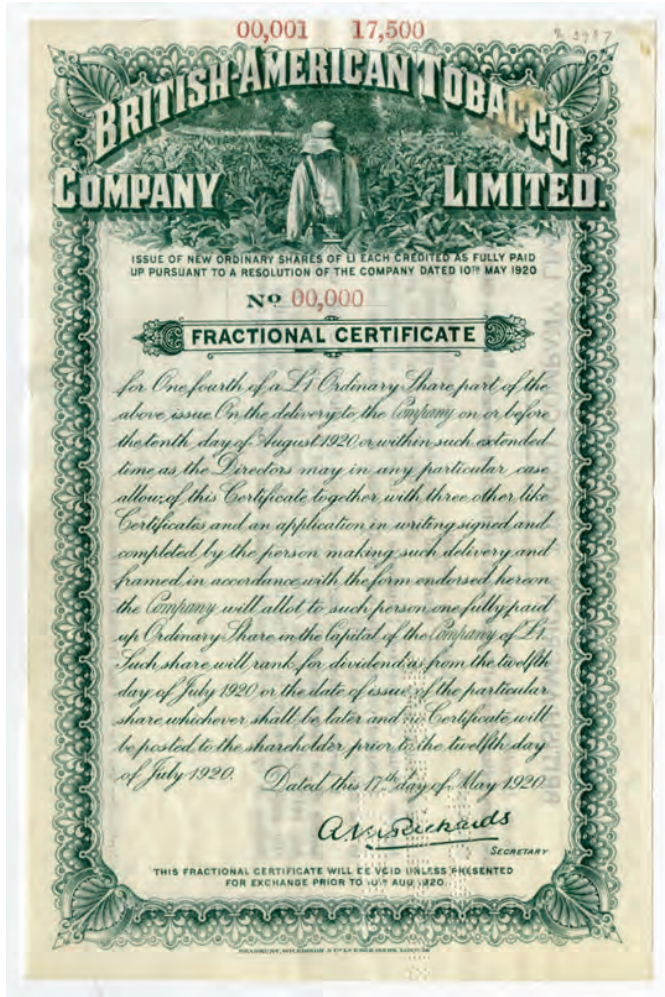 00,001 17,500
BRITISH-AMERICAN TOBACCO
COMPANY LIMITED.
ISSUE OF NEW ORDINARY SHARES OF £1 EACH CREDITED AS FULLY PAID
UP PURSUANT TO A RESOLUTION OF THE COMPANY DATED 10TH MAY 1920
No 00,000
FRACTIONAL CERTIFICATE
for One fourth of a £1 Ordinary Share part of the
above issue. On the delivery to the Company on or before
the tenth day of August 1920 or within such extended
time as the Directors may in any particular case
allow, of this Certificate together with three other like
Certificates and an application in writing signed and
completed by the person making such delivery and
framed in accordance with the form endorsed hereon
the Company will allot to such person one fully paid
up Ordinary Share in the Capital of the Company of £1.
Such share will rank for dividend as from the twelfth
day of July 1920 or the date of issue of the particular
share whichever shall be later and Certificate will
be posted to the shareholder prior to the twelfth day
of July 1920. Dated this 17th day of May 1920
Richards
SECRETARY
THIS FRACTIONAL CERTIFICATE WILL BE VOID UNLESS PRESENTED
FOR EXCHANGE PRIOR TO 10TH AUG 1920.